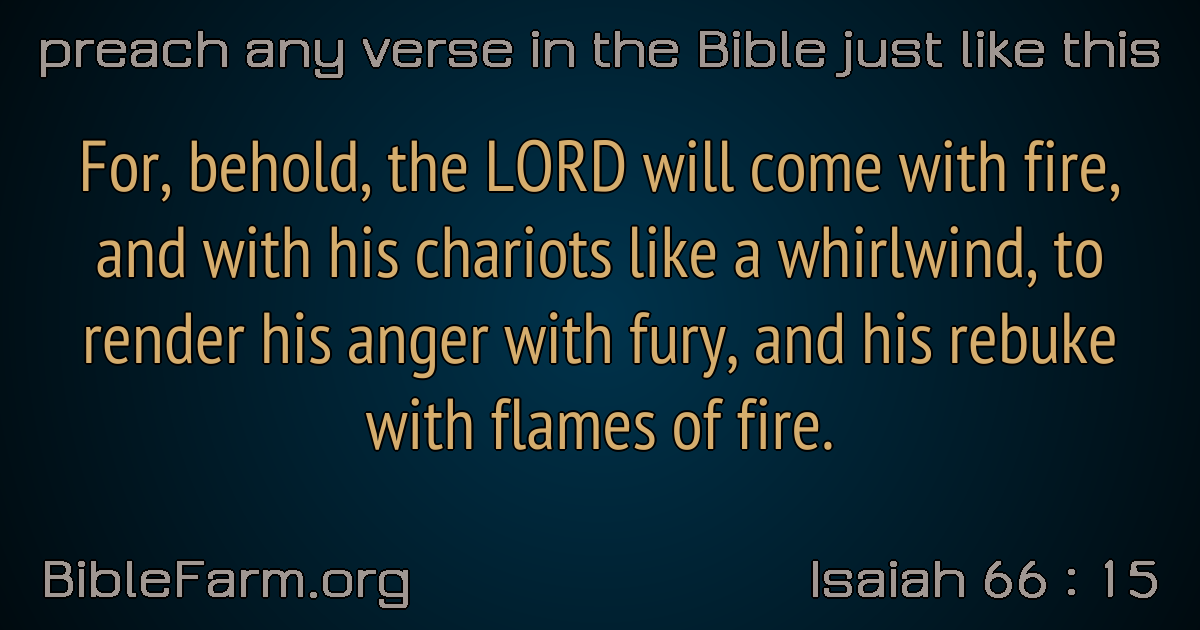 preach any verse in the Bible just like this
For, behold, the LORD will come with fire,
and with his chariots like a whirlwind, to
render his anger with fury, and his rebuke
with flames of fire.
BibleFarm.org
Isaiah 66 : 15